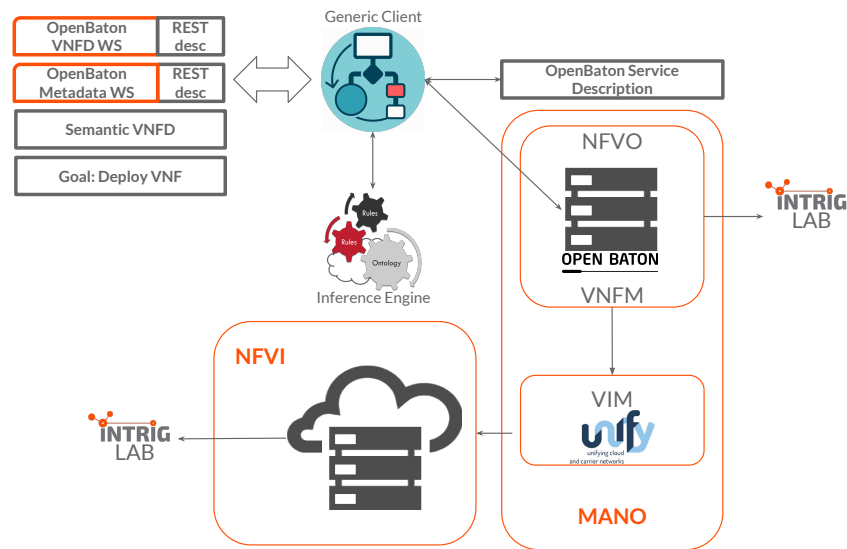 Generic Client
OpenBaton
VNFD WS
REST
desc
OpenBaton
Metadata WS
REST
desc
Semantic VNFD
Goal: Deploy VNF
OpenBaton Service
Description
NFVO
OPEN BATON
VNFM
INTRIG
LAB
Rules
Rules
Ontology
Inference Engine
NFVI
VIM
unify
unifying cloud
and carrier networks
INTRIG
LAB
MANO